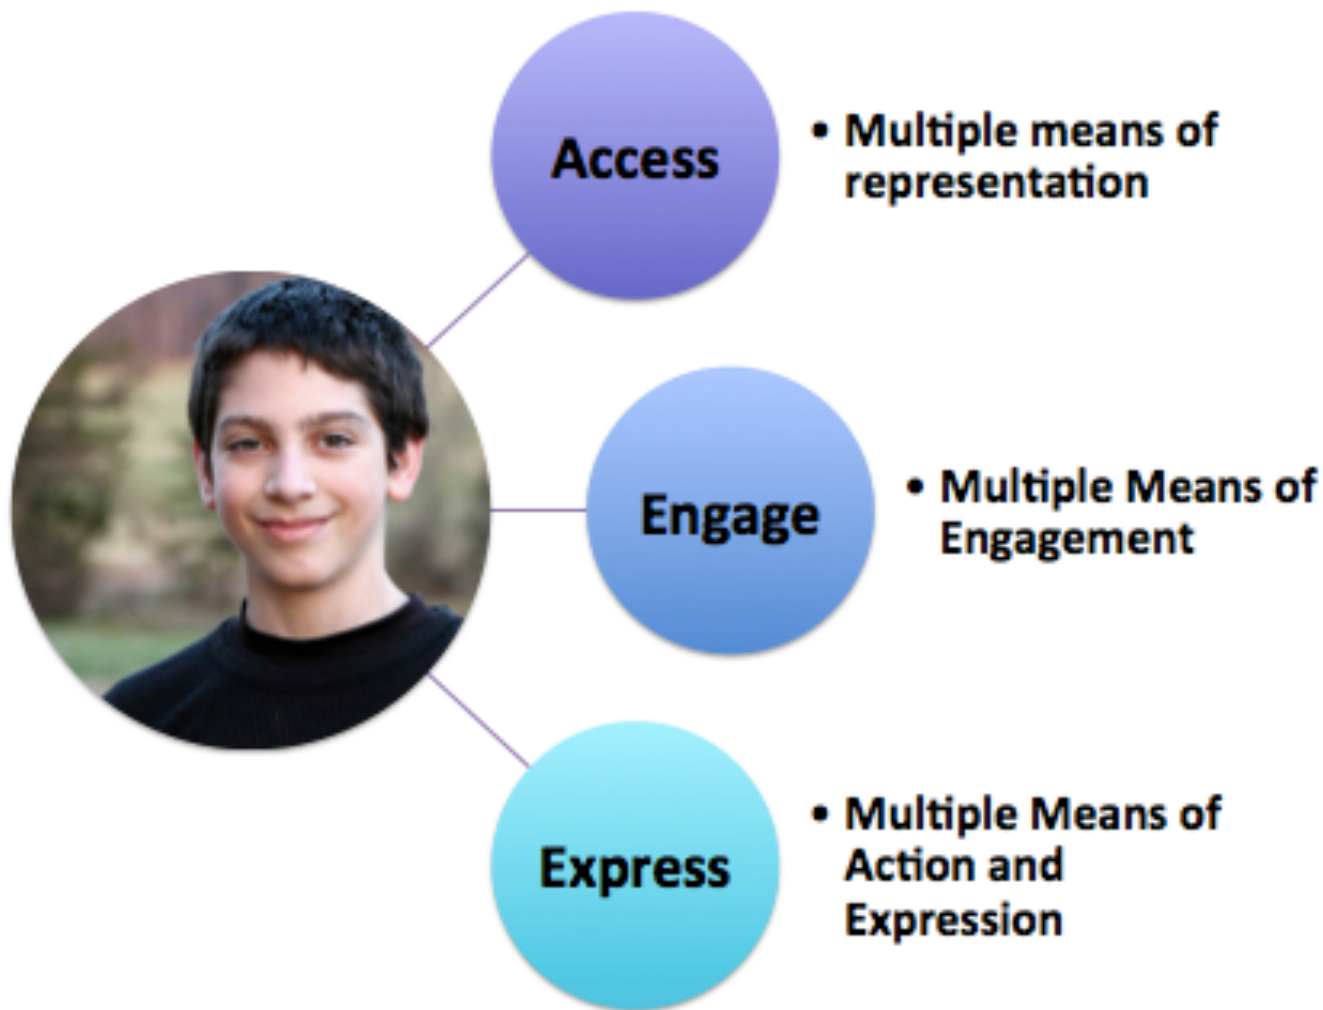 Access
• Multiple means of
representation
Engage
• Multiple Means of
Engagement
Express
• Multiple Means of
Action and
Expression